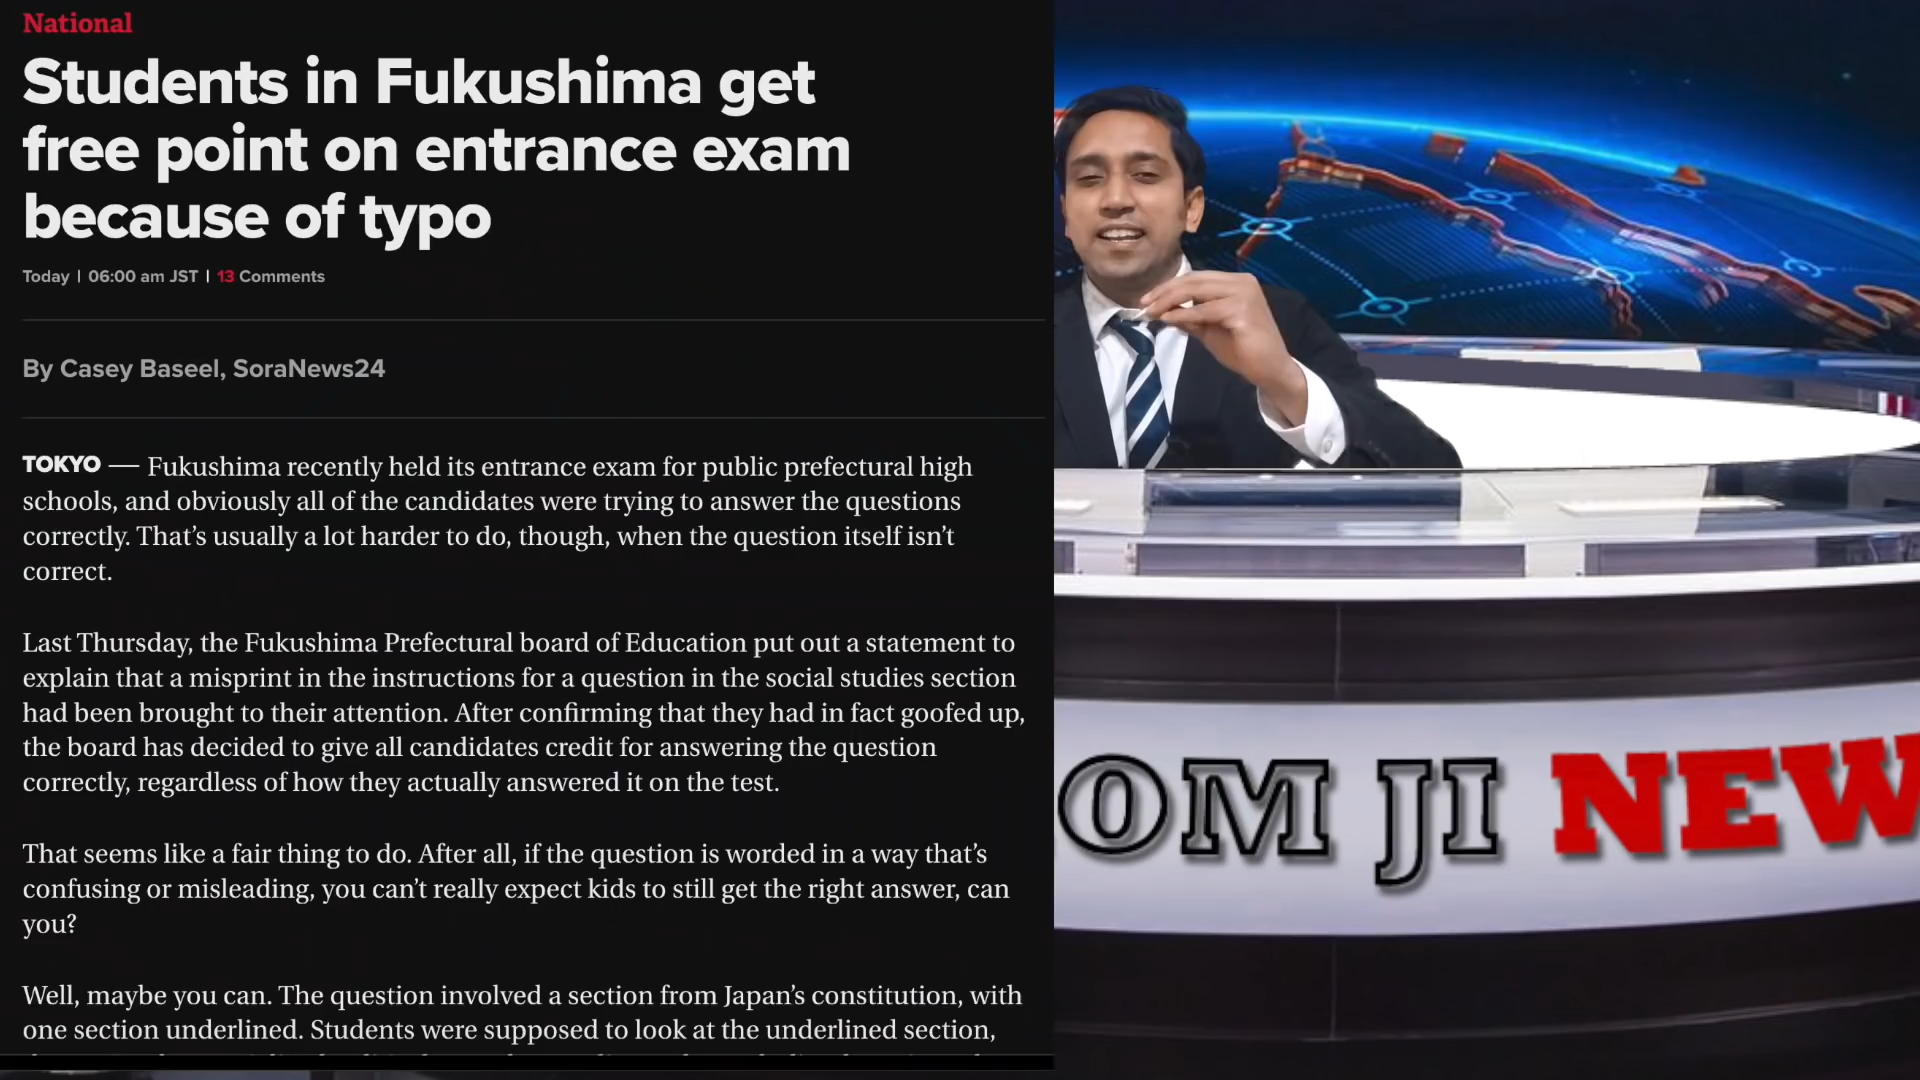 National
Students in Fukushima get
free point on entrance exam
because of typo
Today | 06:00 am JST | 13 Comments
By Casey Baseel, SoraNews24
TOKYO — Fukushima recently held its entrance exam for public prefectural high
schools, and obviously all of the candidates were trying to answer the questions
correctly. That’s usually a lot harder to do, though, when the question itself isn’t
correct.
Last Thursday, the Fukushima Prefectural board of Education put out a statement to
explain that a misprint in the instructions for a question in the social studies section
had been brought to their attention. After confirming that they had in fact goofed up,
the board has decided to give all candidates credit for answering the question
correctly, regardless of how they actually answered it on the test.
That seems like a fair thing to do. After all, if the question is worded in a way that’s
confusing or misleading, you can’t really expect kids to still get the right answer, can
you?
Well, maybe you can. The question involved a section from Japan’s constitution, with
one section underlined. Students were supposed to look at the underlined section,
OM JI NEW